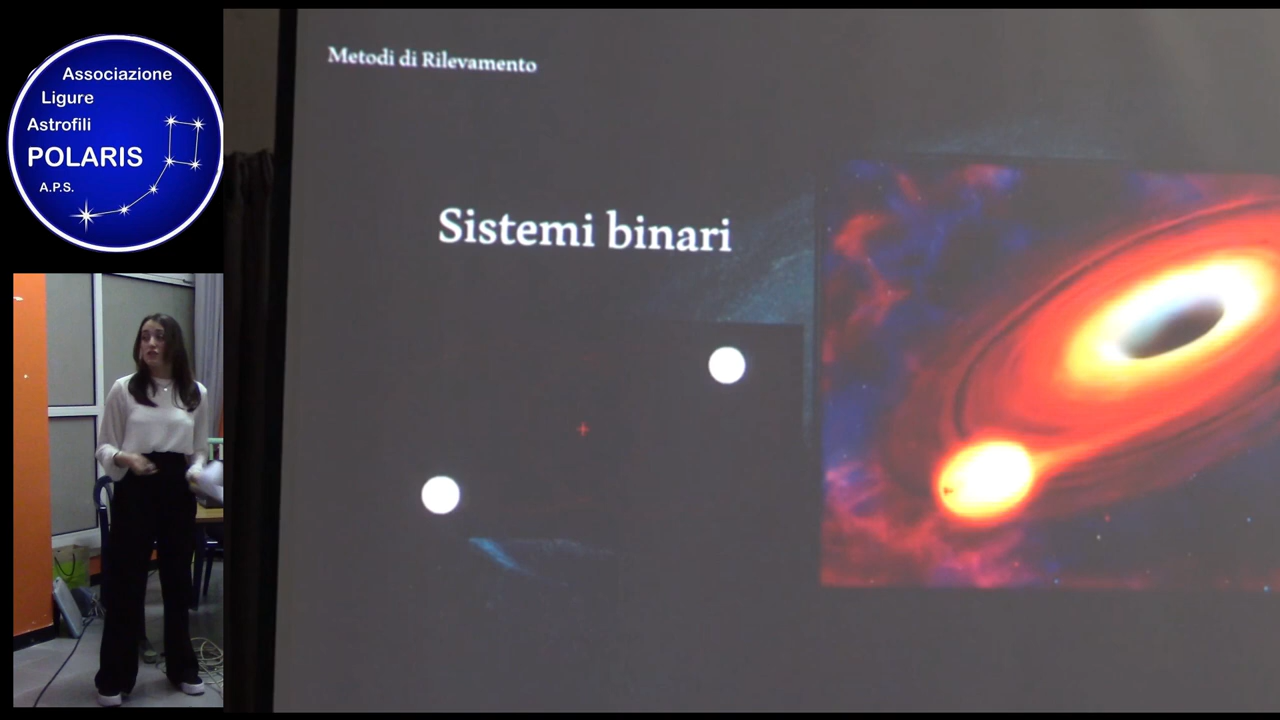 Associazione
Ligure
Astrofili
POLARIS
A.P.S.
Metodi di Rilevamento
Sistemi binari